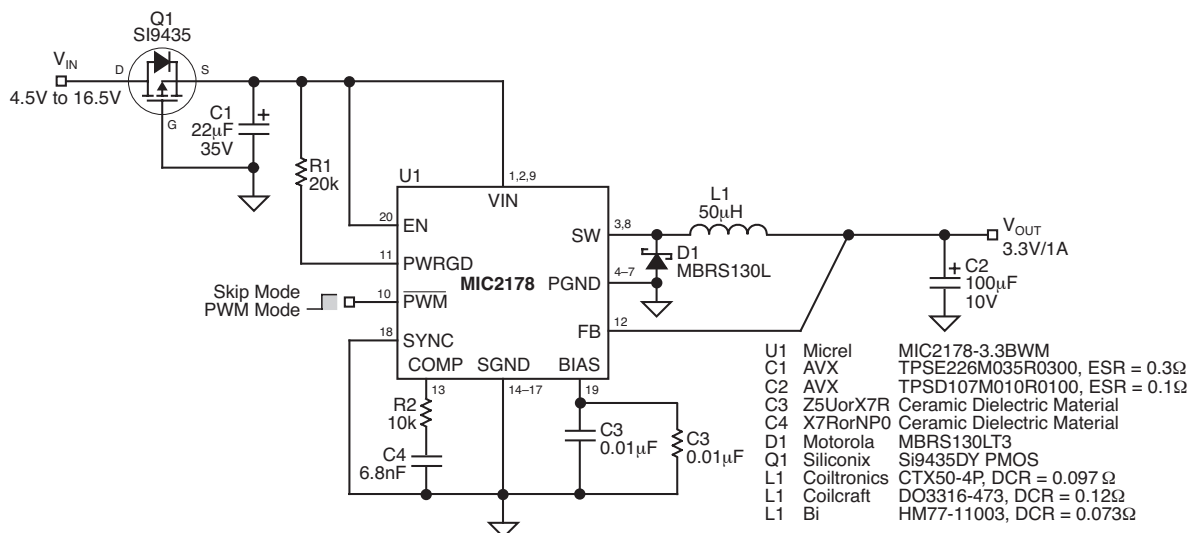 Q1
SI9435
VIN
4.5V to 16.5V
D
S
G
C1
22µF
35V
+
R1
20k
U1
1,2,9
VIN
20
EN
11
PWRGD
MIC2178
Skip Mode
PWM Mode
10
PWM
18
SYNC
COMP
SGND
BIAS
SW
3,8
PGND
4–7
FB
12
L1
50µH
D1
MBRS130L
VOUT
3.3V/1A
+
C2
100µF
10V
13
14–17
19
R2
10k
C4
6.8nF
C3
0.01µF
C3
0.01µF
U1 Micrel MIC2178-3.3BWM
C1 AVX TPSE226M035R0300, ESR = 0.3Ω
C2 AVX TPSD107M010R0100, ESR = 0.1Ω
C3 Z5UorX7R Ceramic Dielectric Material
C4 X7RorNP0 Ceramic Dielectric Material
D1 Motorola MBRS130LT3
Q1 Siliconix Si9435DY PMOS
L1 Coiltronics CTX50-4P, DCR = 0.097 Ω
L1 Coilcraft DO3316-473, DCR = 0.12Ω
L1 Bi HM77-11003, DCR = 0.073Ω